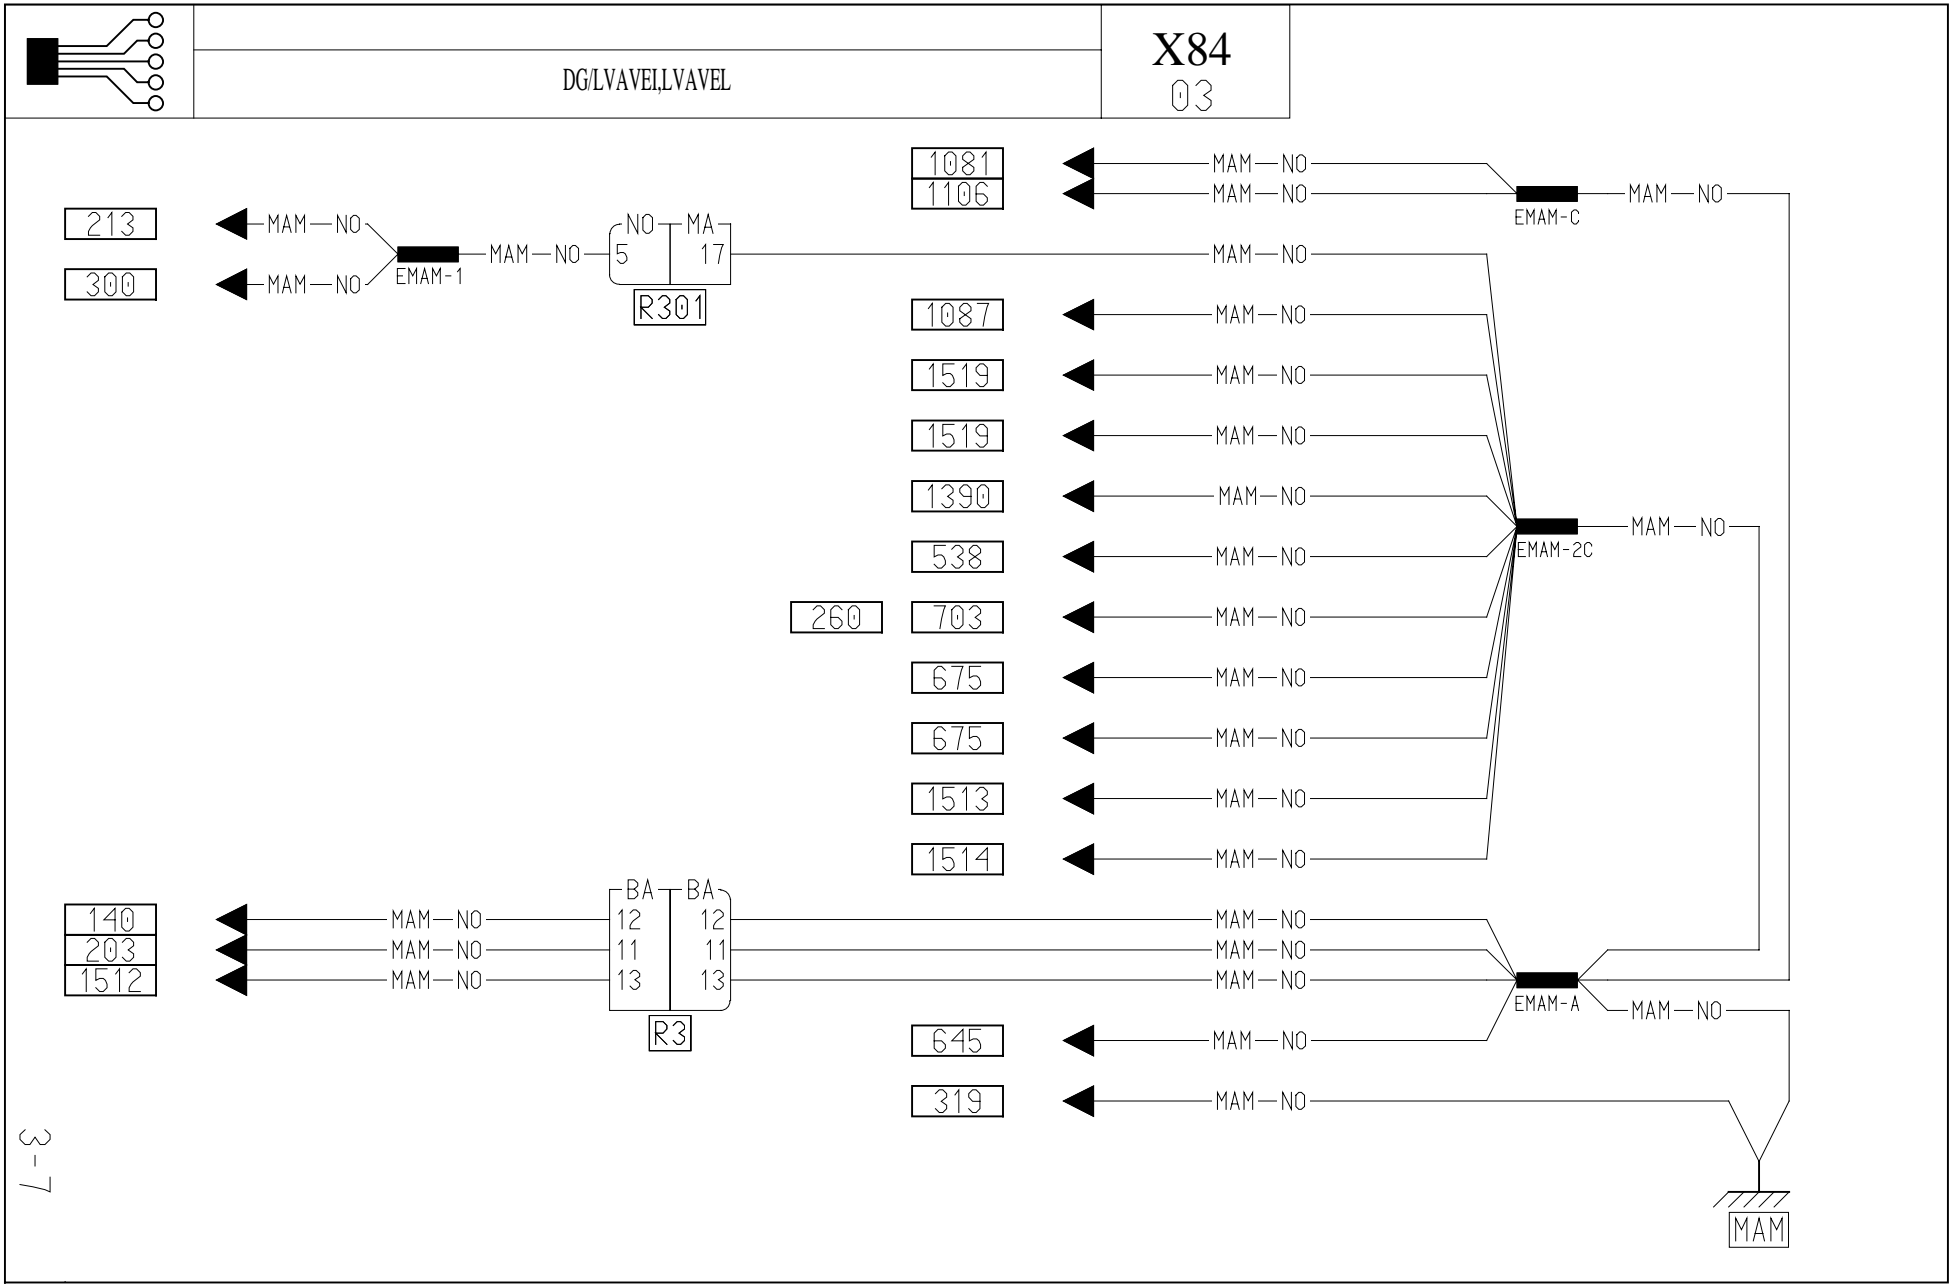 X84
DG/LVAVEI,LVAVEL
03
1081 MAM NO
1106 MAM NO EMAM-C MAM NO
213 MAM NO NO MA
EMAM-1 MAM NO 5 17 MAM NO
300 MAM NO
R301
1087 MAM NO
1519 MAM NO
1519 MAM NO
1390 MAM NO
EMAM-2C MAM NO
538 MAM NO
260 703 MAM NO
675 MAM NO
675 MAM NO
1513 MAM NO
1514 MAM NO
BA BA
140 MAM NO 12 12 MAM NO
203 MAM NO 11 11 MAM NO
1512 MAM NO 13 13 MAM NO
EMAM-A MAM NO
R3
645 MAM NO
319 MAM NO
3-7
MAM